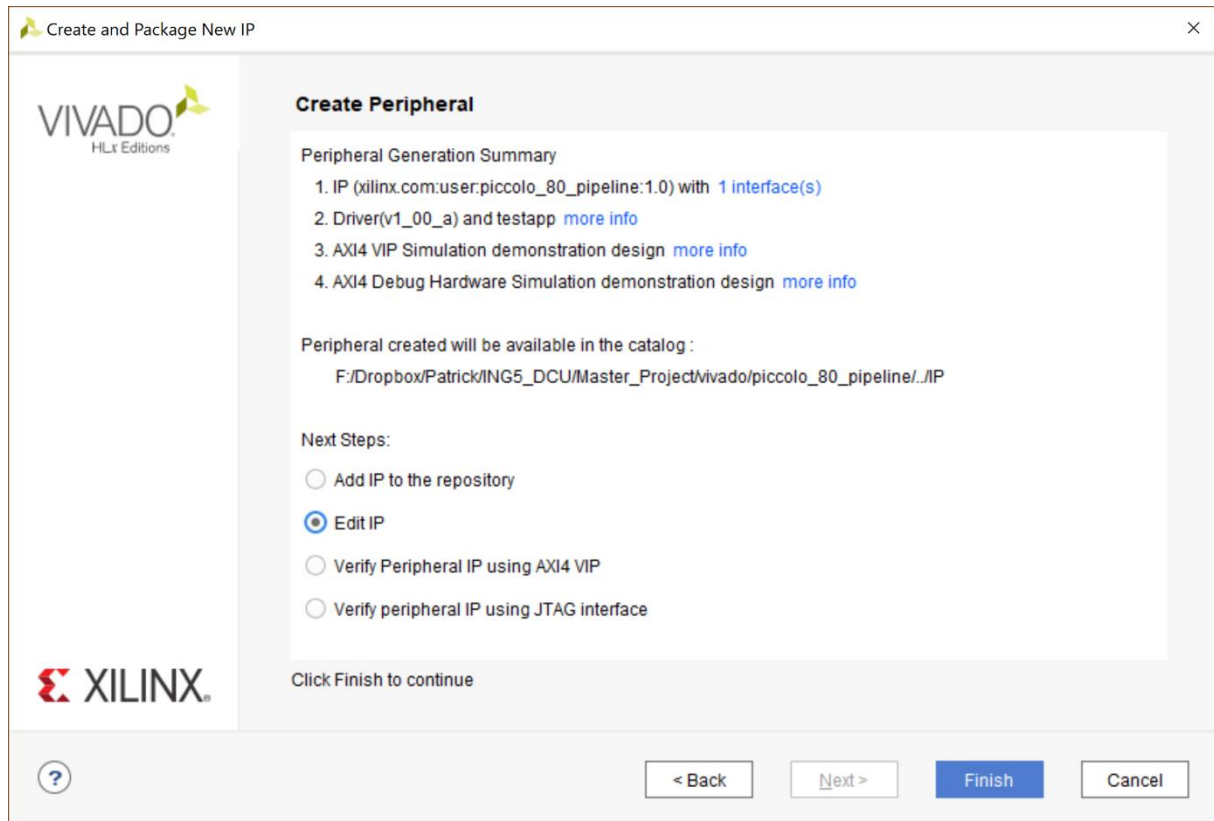 Create and Package New IP
VIVADO.
HLx Editions
Create Peripheral
Peripheral Generation Summary
1. IP (xilinx.com:user:piccolo_80_pipeline:1.0) with 1 interface(s)
2. Driver(v1_00_a) and testapp more info
3. AXI4 VIP Simulation demonstration design more info
4. AXI4 Debug Hardware Simulation demonstration design more info
Peripheral created will be available in the catalog :
F:/Dropbox/Patrick/ING5_DCU/Master_Project/vivado/piccolo_80_pipeline/../IP
Next Steps:
Add IP to the repository
Edit IP
Verify Peripheral IP using AXI4 VIP
Verify peripheral IP using JTAG interface
XILINX.
Click Finish to continue
?
< Back
Next >
Finish
Cancel